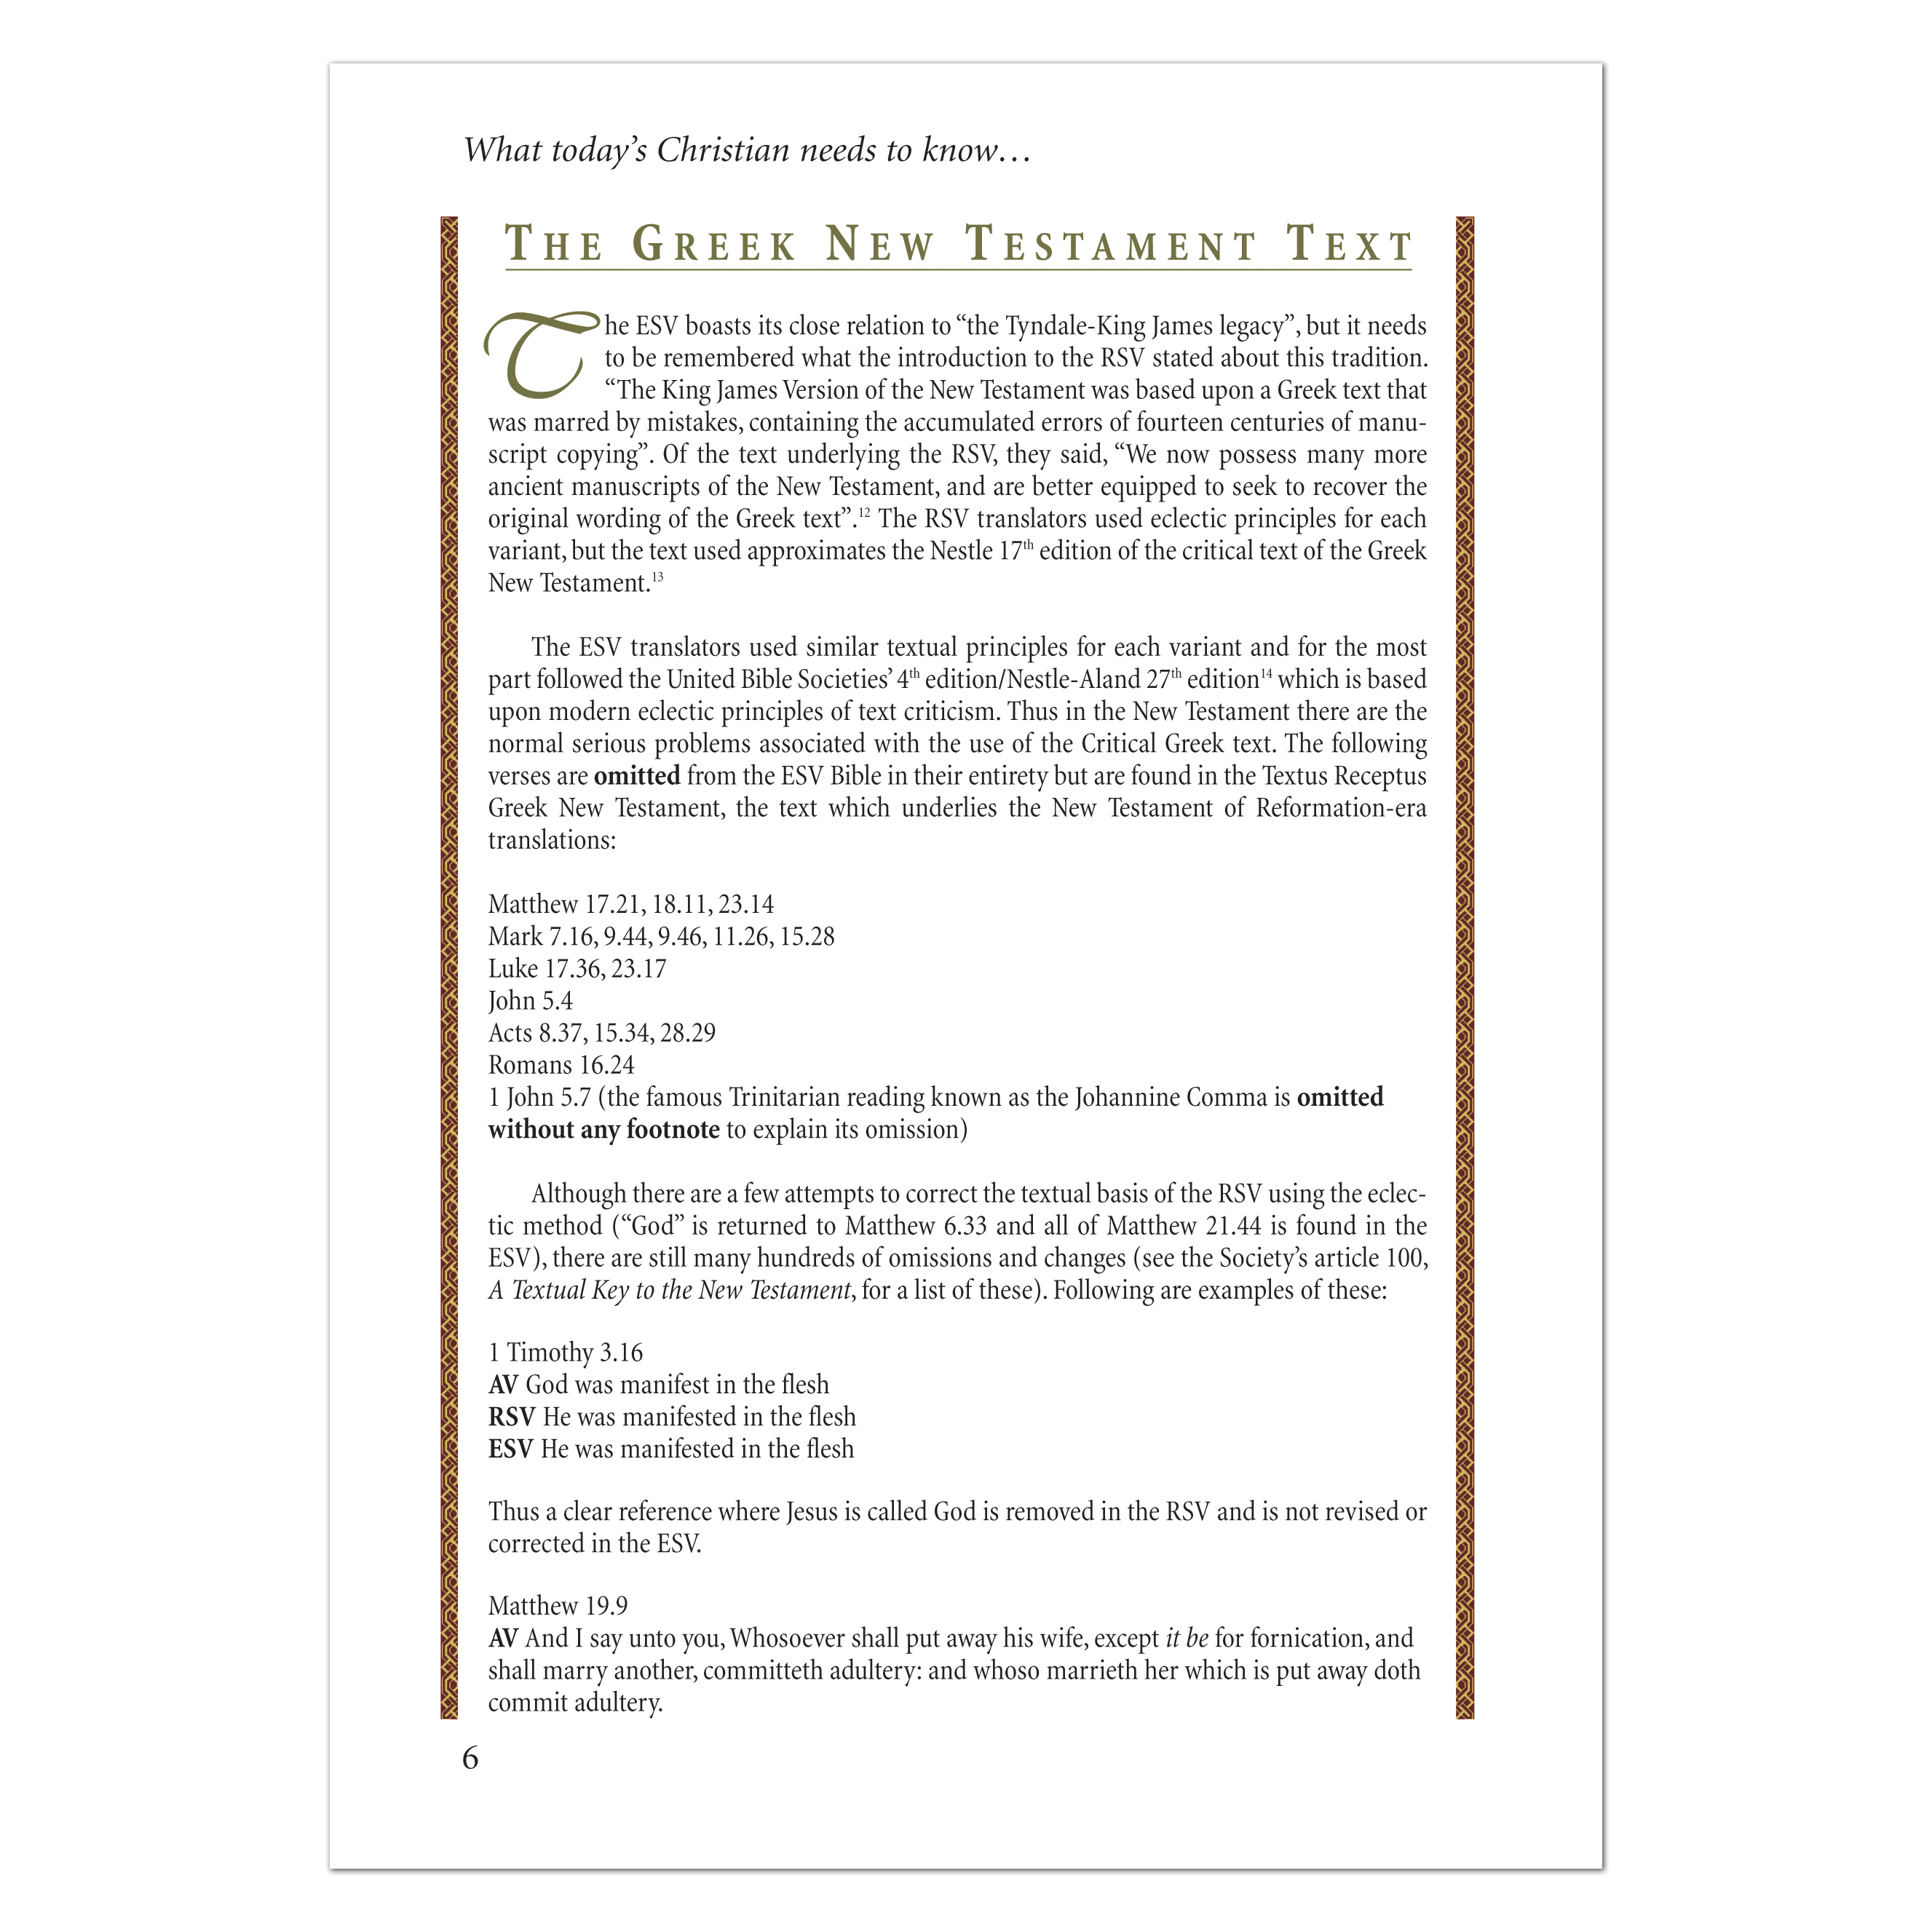 What today’s Christian needs to know…
THE GREEK NEW TESTAMENT TEXT
The ESV boasts its close relation to “the Tyndale-King James legacy”, but it needs
to be remembered what the introduction to the RSV stated about this tradition.
“The King James Version of the New Testament was based upon a Greek text that
was marred by mistakes, containing the accumulated errors of fourteen centuries of manu-
script copying”. Of the text underlying the RSV, they said, “We now possess many more
ancient manuscripts of the New Testament, and are better equipped to seek to recover the
original wording of the Greek text”.12 The RSV translators used eclectic principles for each
variant, but the text used approximates the Nestle 17th edition of the critical text of the Greek
New Testament.13
The ESV translators used similar textual principles for each variant and for the most
part followed the United Bible Societies’ 4th edition/Nestle-Aland 27th edition14 which is based
upon modern eclectic principles of text criticism. Thus in the New Testament there are the
normal serious problems associated with the use of the Critical Greek text. The following
verses are omitted from the ESV Bible in their entirety but are found in the Textus Receptus
Greek New Testament, the text which underlies the New Testament of Reformation-era
translations:
Matthew 17.21, 18.11, 23.14
Mark 7.16, 9.44, 9.46, 11.26, 15.28
Luke 17.36, 23.17
John 5.4
Acts 8.37, 15.34, 28.29
Romans 16.24
1 John 5.7 (the famous Trinitarian reading known as the Johannine Comma is omitted
without any footnote to explain its omission)
Although there are a few attempts to correct the textual basis of the RSV using the eclec-
tic method (“God” is returned to Matthew 6.33 and all of Matthew 21.44 is found in the
ESV), there are still many hundreds of omissions and changes (see the Society’s article 100,
A Textual Key to the New Testament, for a list of these). Following are examples of these:
1 Timothy 3.16
AV God was manifest in the flesh
RSV He was manifested in the flesh
ESV He was manifested in the flesh
Thus a clear reference where Jesus is called God is removed in the RSV and is not revised or
corrected in the ESV.
Matthew 19.9
AV And I say unto you, Whosoever shall put away his wife, except it be for fornication, and
shall marry another, committeth adultery: and whoso marrieth her which is put away doth
commit adultery.
6